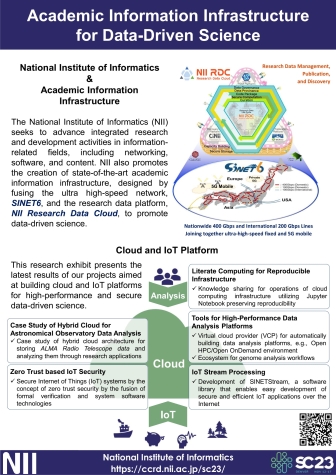 Academic Information Infrastructure
for Data-Driven Science
National Institute of Informatics
&
Academic Information
Infrastructure
The National Institute of Informatics (NII)
seeks to advance integrated research
and development activities in information-
related fields, including networking,
software, and content. NII also promotes
the creation of state-of-the-art academic
information infrastructure, designed by
fusing the ultra high-speed network,
SINET6, and the research data platform,
NII Research Data Cloud, to promote
data-driven science.
NII RDC
Research Data Cloud
Research Data Management,
Publication,
and Discovery
SINET6
Europe
5G Mobile
Asia
USA
Nationwide 400 Gbps and International 200 Gbps Lines
Joining together ultra-high-speed fixed and 5G mobile
Cloud and IoT Platform
This research exhibit presents the
latest results of our projects aimed
at building cloud and IoT platforms
for high-performance and secure
data-driven science.
Analysis
Literate Computing for Reproducible
Infrastructure
✓ Knowledge sharing for operations of cloud
computing infrastructure utilizing Jupyter
Notebook preserving reproducibility
Case Study of Hybrid Cloud for
Astronomical Observatory Data Analysis
✓ Case study of hybrid cloud architecture for
storing ALMA Radio Telescope data and
analyzing them through research applications
Tools for High-Performance Data
Analysis Platforms
✓ Virtual cloud provider (VCP) for automatically
building data analysis platforms, e.g., Open
HPC/Open OnDemand environment
✓ Ecosystem for genome analysis workflows
Cloud
Zero Trust based IoT Security
✓ Secure Internet of Things (IoT) systems by the
concept of zero trust security by the fusion of
formal verification and system software
technologies
IoT Stream Processing
✓ Development of SINETStream, a software
library that enables easy development of
secure and efficient IoT applications over the
Internet
IoT
NII
National Institute of Informatics
https://ccrd.nii.ac.jp/sc23/
SC23